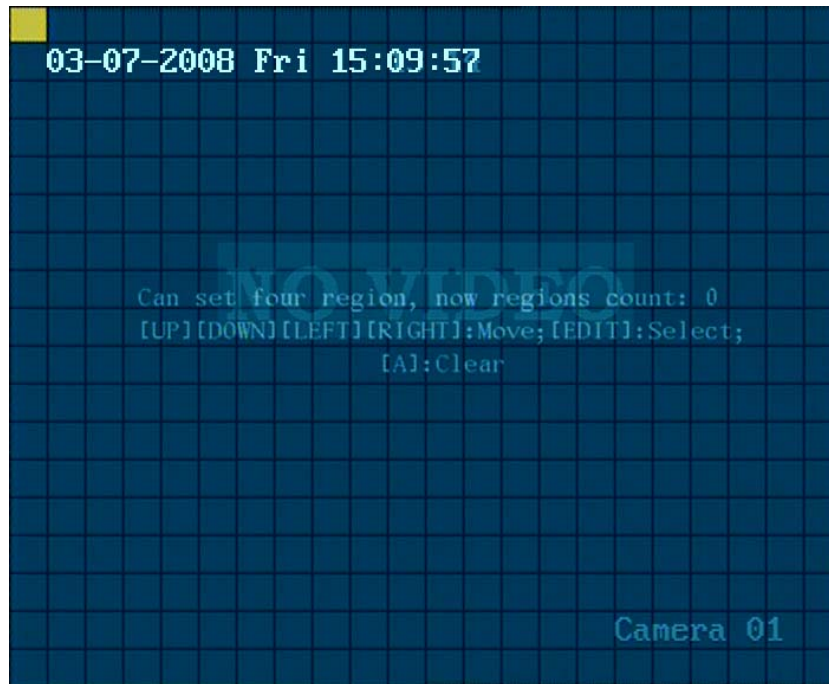 03-07-2008 Fri 15:09:57
NO VIDEO
Can set four region, now regions count: 0
[UP][DOWN][LEFT][RIGHT]:Move;[EDIT]:Select;
[A]:Clear
Camera 01